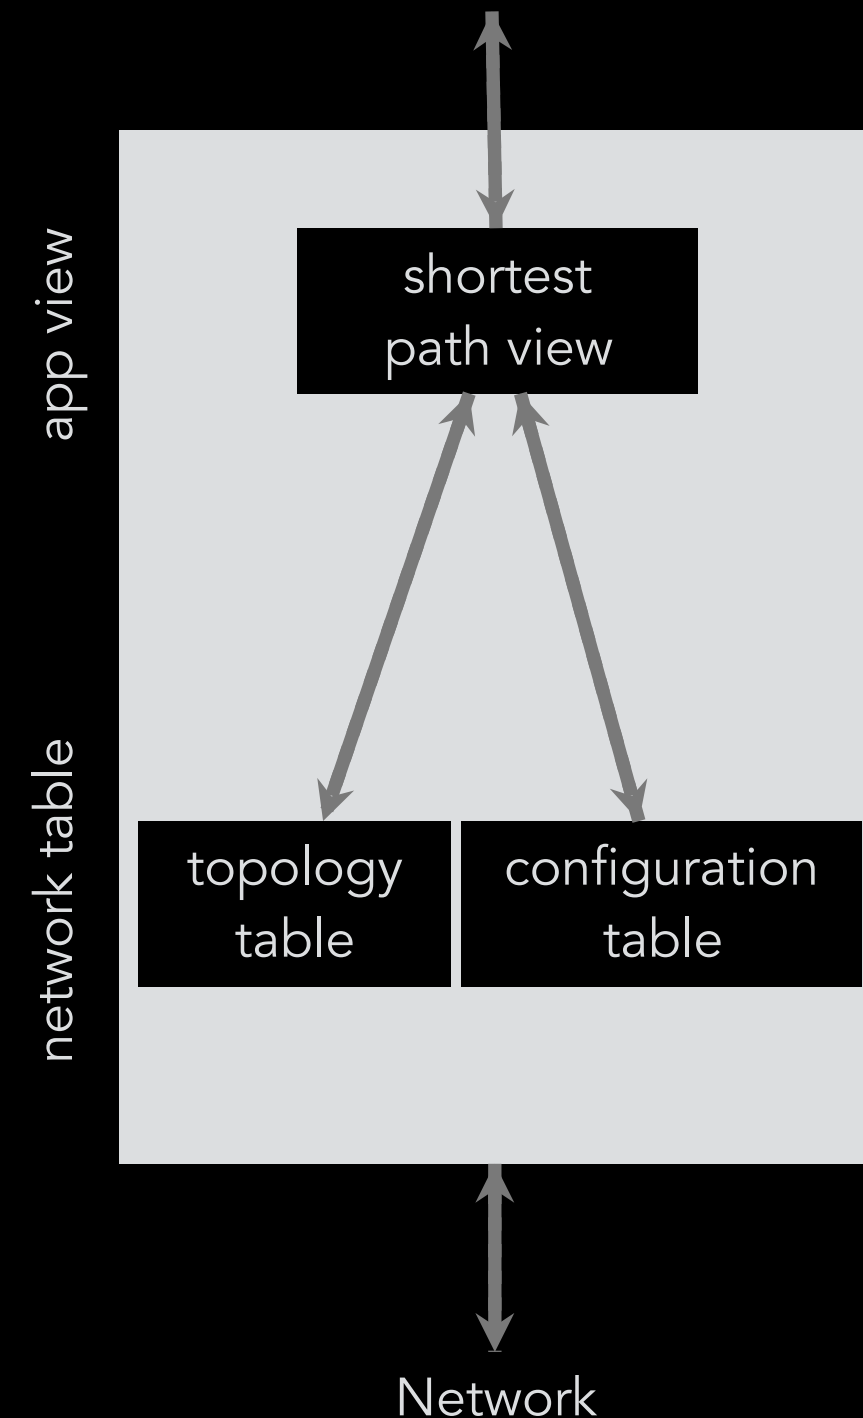 app view
shortest
path view
network table
topology
table
configuration
table
Network